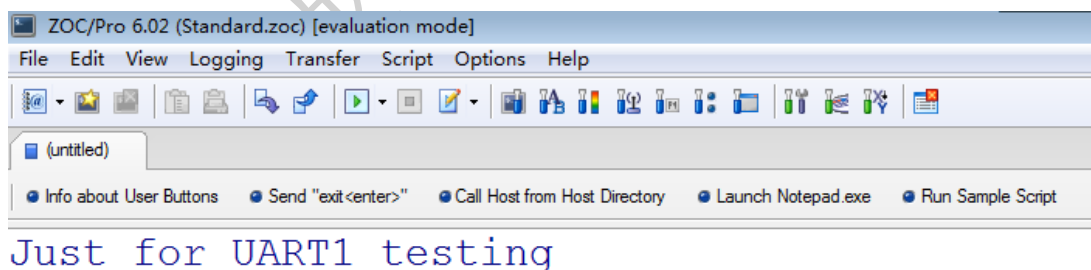 ZOC/Pro 6.02 (Standard.zoc) [evaluation mode]
File Edit View Logging Transfer Script Options Help
(untitled)
Info about User Buttons Send "exit<enter>" Call Host from Host Directory Launch Notepad.exe Run Sample Script
Just for UART1 testing